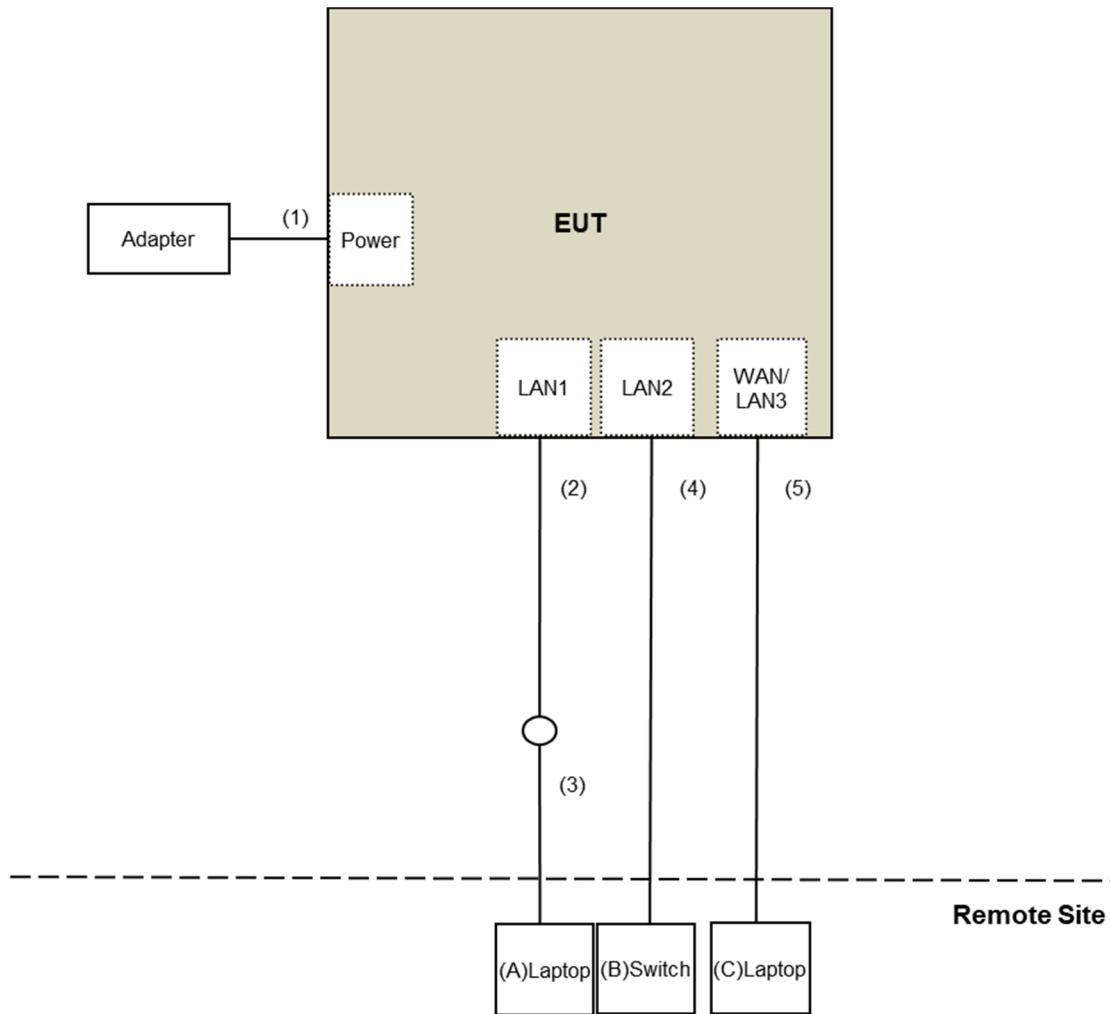 EUT
(1)
Adapter
Power
LAN1
LAN2
WAN/
LAN3
(2)
(4)
(5)
(3)
Remote Site
(A)Laptop
(B)Switch
(C)Laptop